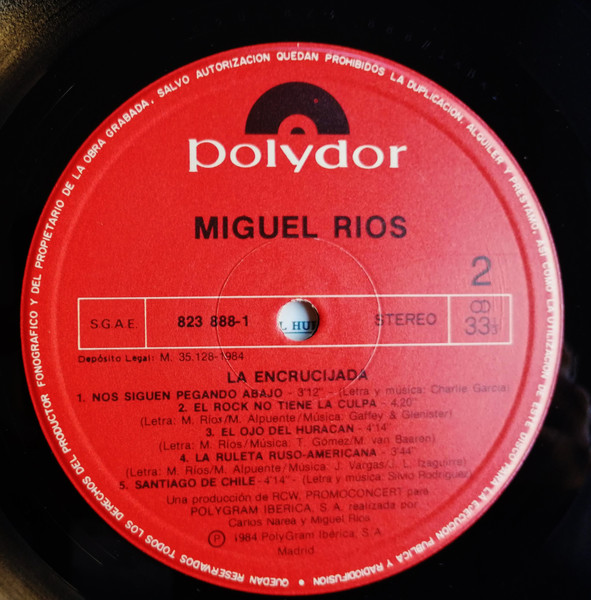 QUEDAN RESERVADOS TODOS LOS DERECHOS DEL PRODUCTOR FONOGRAFICO Y DEL PROPIETARIO DE LA OBRA GRABADA, SALVO AUTORIZACION QUEDAN PROHIBIDOS LA DUPLICACION, ALQUILER Y PRESTAMO, ASI COMO LA UTILIZACION DE ESTE DISCO PARA LA EJECUCION PUBLICA Y RADIODIFUSION •
polydor
MIGUEL RIOS
2
S.G.A.E. 823 888-1 STEREO 33⅓
L HUR
Depósito Legal: M. 35.128-1984
LA ENCRUCIJADA
1. NOS SIGUEN PEGANDO ABAJO - 3'12" - (Letra y música: Charlie García)
2. EL ROCK NO TIENE LA CULPA - 4'20"
(Letra: M. Ríos/M. Alpuente/Música: Gaffey & Glenister)
3. EL OJO DEL HURACAN - 4'14"
(Letra: M. Ríos/Música: T. Gómez/M. van Baeren)
4. LA RULETA RUSO-AMERICANA - 3'44"
(Letra: M. Ríos/M. Alpuente/Música: J. Vargas/J. L. Izeguirre)
5. SANTIAGO DE CHILE - 4'14" - (Letra y música: Silvio Rodríguez)
Una producción de RCW. PROMOCONCERT para
POLYGRAM IBERICA, S. A. realizada por
Carlos Narea y Miguel Ríos
Ⓟ 1984 PolyGram Ibérica, S. A.
Madrid